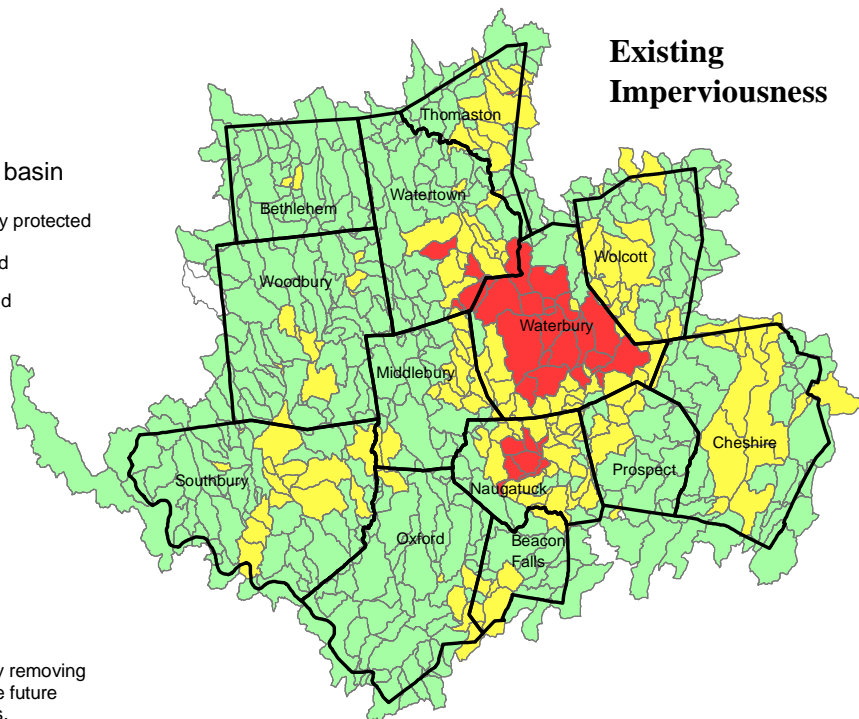 Existing
Imperviousness
basin
y protected
d
d
Thomaston
Watertown
Bethlehem
Wolcott
Woodbury
Waterbury
Middlebury
Cheshire
Prospect
Southbury
Naugatuck
Oxford
Beacon
Falls
y removing
e future
s.